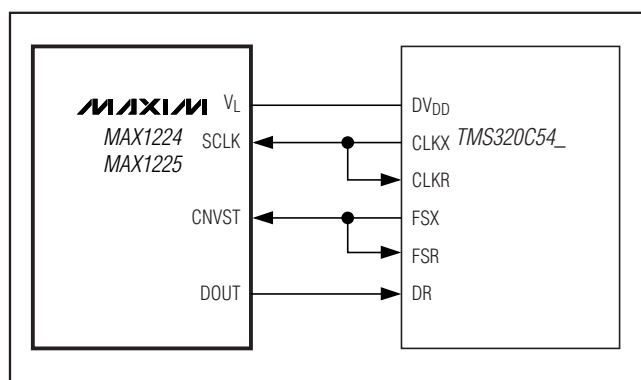 MAXIM
MAX1224
MAX1225
VL
SCLK
CNVST
DOUT
DVDD
CLKX
TMS320C54_
CLKR
FSX
FSR
DR